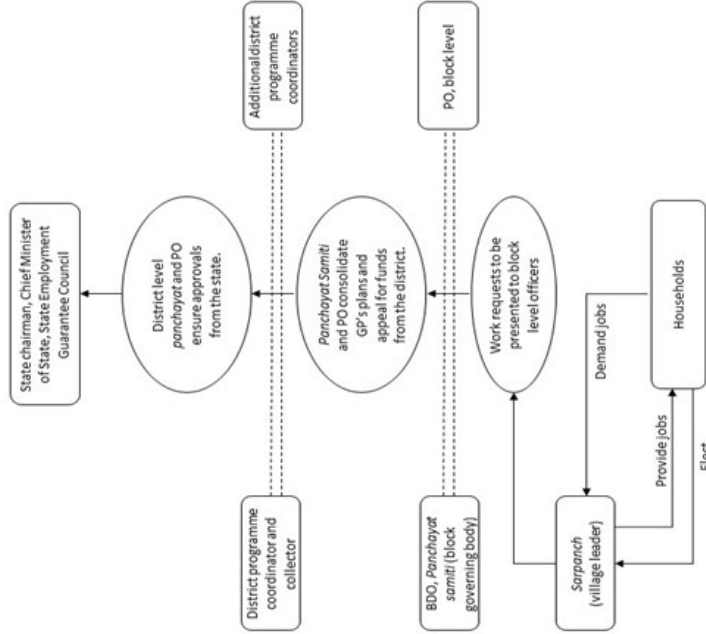 State chairman, Chief Minister
of State, State Employment
Guarantee Council
District level
panchayat and PO
ensure approvals
from the state.
District programme
coordinator and
collector
Additional district
programme
coordinators
Panchayat Samiti
and PO consolidate
GP's plans and
appeal for funds
from the district.
BDO, Panchayat
samiti (block
governing body)
PO, block level
Work requests to be
presented to block
level officers
Demand jobs
Sarpanch
(village leader)
Households
Provide jobs
Elect